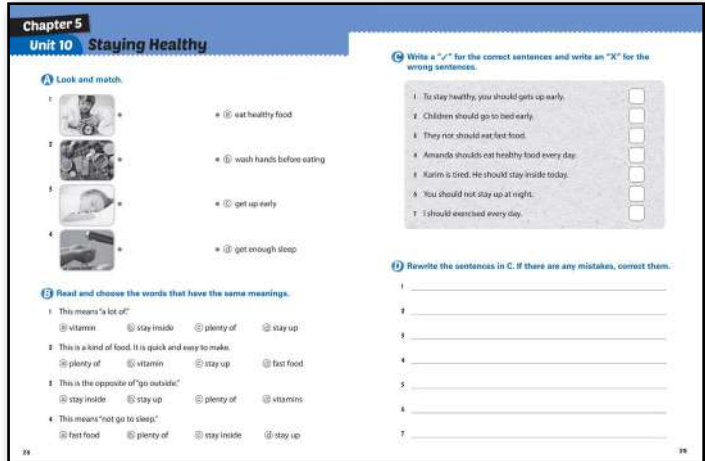 Chapter 5
Unit 10 Staying Healthy
A Look and match.
1
ⓐ eat healthy food
2
ⓑ wash hands before eating
3
ⓒ get up early
4
ⓓ get enough sleep
B Read and choose the words that have the same meanings.
1 This means "a lot of."
ⓐ vitamin ⓑ stay inside ⓒ plenty of ⓓ stay up
2 This is a kind of food. It is quick and easy to make.
ⓐ plenty of ⓑ vitamin ⓒ stay up ⓓ fast food
3 This is the opposite of "go outside."
ⓐ stay inside ⓑ stay up ⓒ plenty of ⓓ vitamins
4 This means "not go to sleep."
ⓐ fast food ⓑ plenty of ⓒ stay inside ⓓ stay up
28
C Write a "✓" for the correct sentences and write an "X" for the
wrong sentences.
1 To stay healthy, you should gets up early.
2 Children should go to bed early.
3 They not should eat fast food.
4 Amanda shoulds eat healthy food every day.
5 Karim is tired. He should stay inside today.
6 You should not stay up at night.
7 I should exercised every day.
D Rewrite the sentences in C. If there are any mistakes, correct them.
1
2
3
4
5
6
7
29